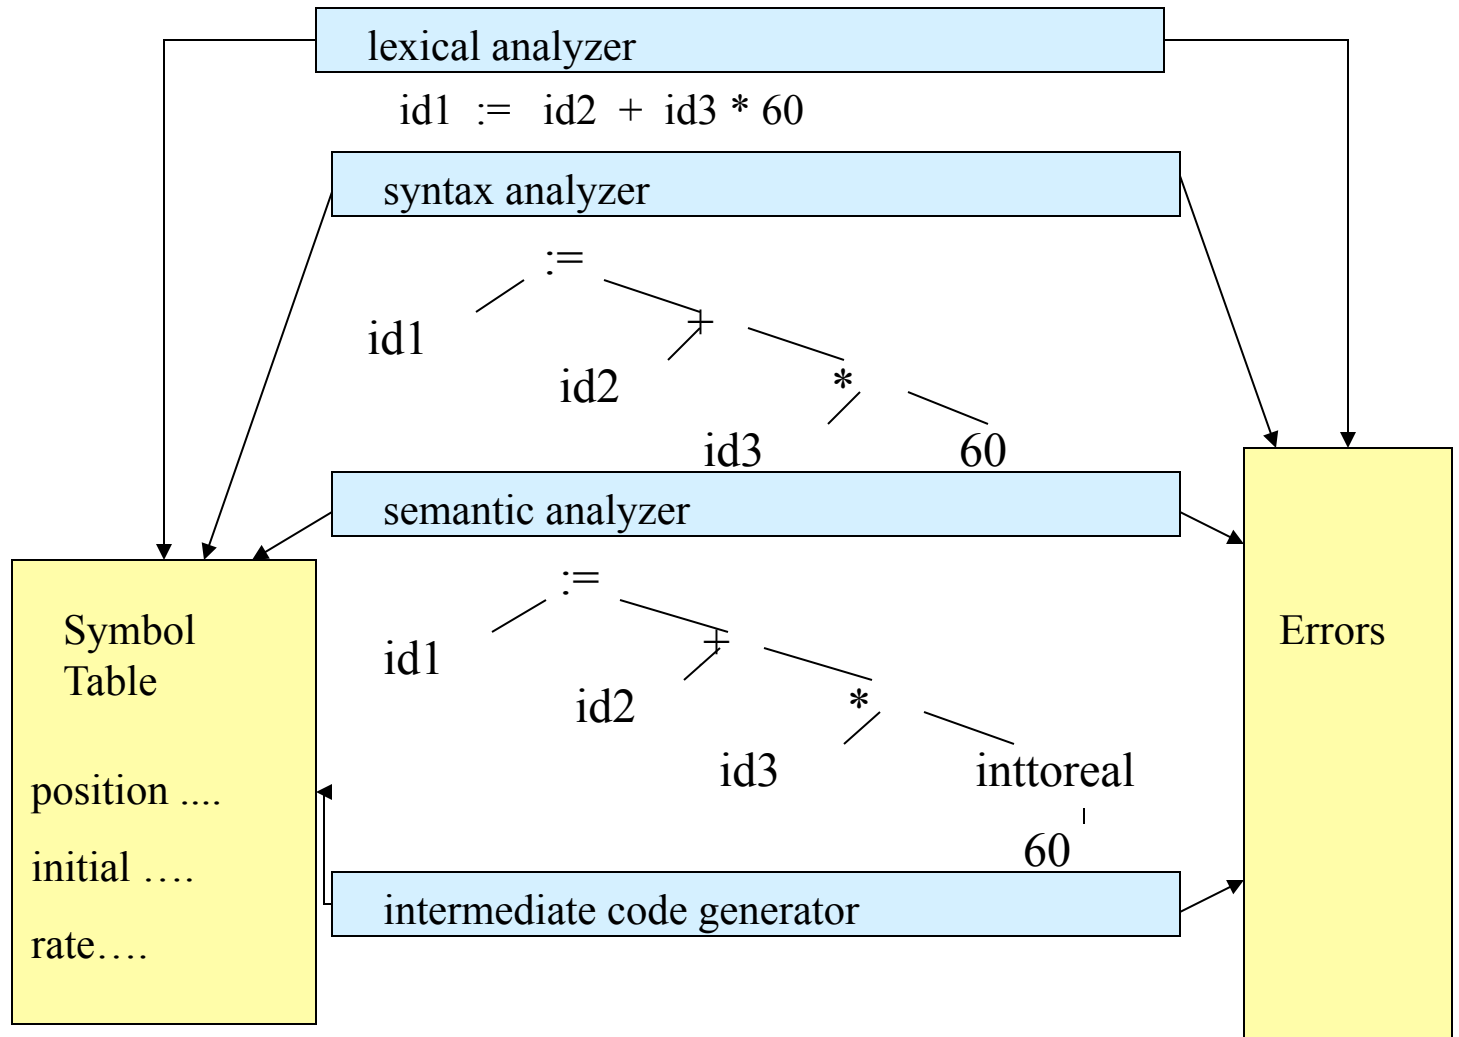 lexical analyzer
id1 := id2 + id3 * 60
syntax analyzer
:=
id1
+
id2
*
id3
60
semantic analyzer
:=
id1
+
id2
*
id3
inttoreal
60
intermediate code generator
Symbol
Table
position ....
initial ….
rate….
Errors